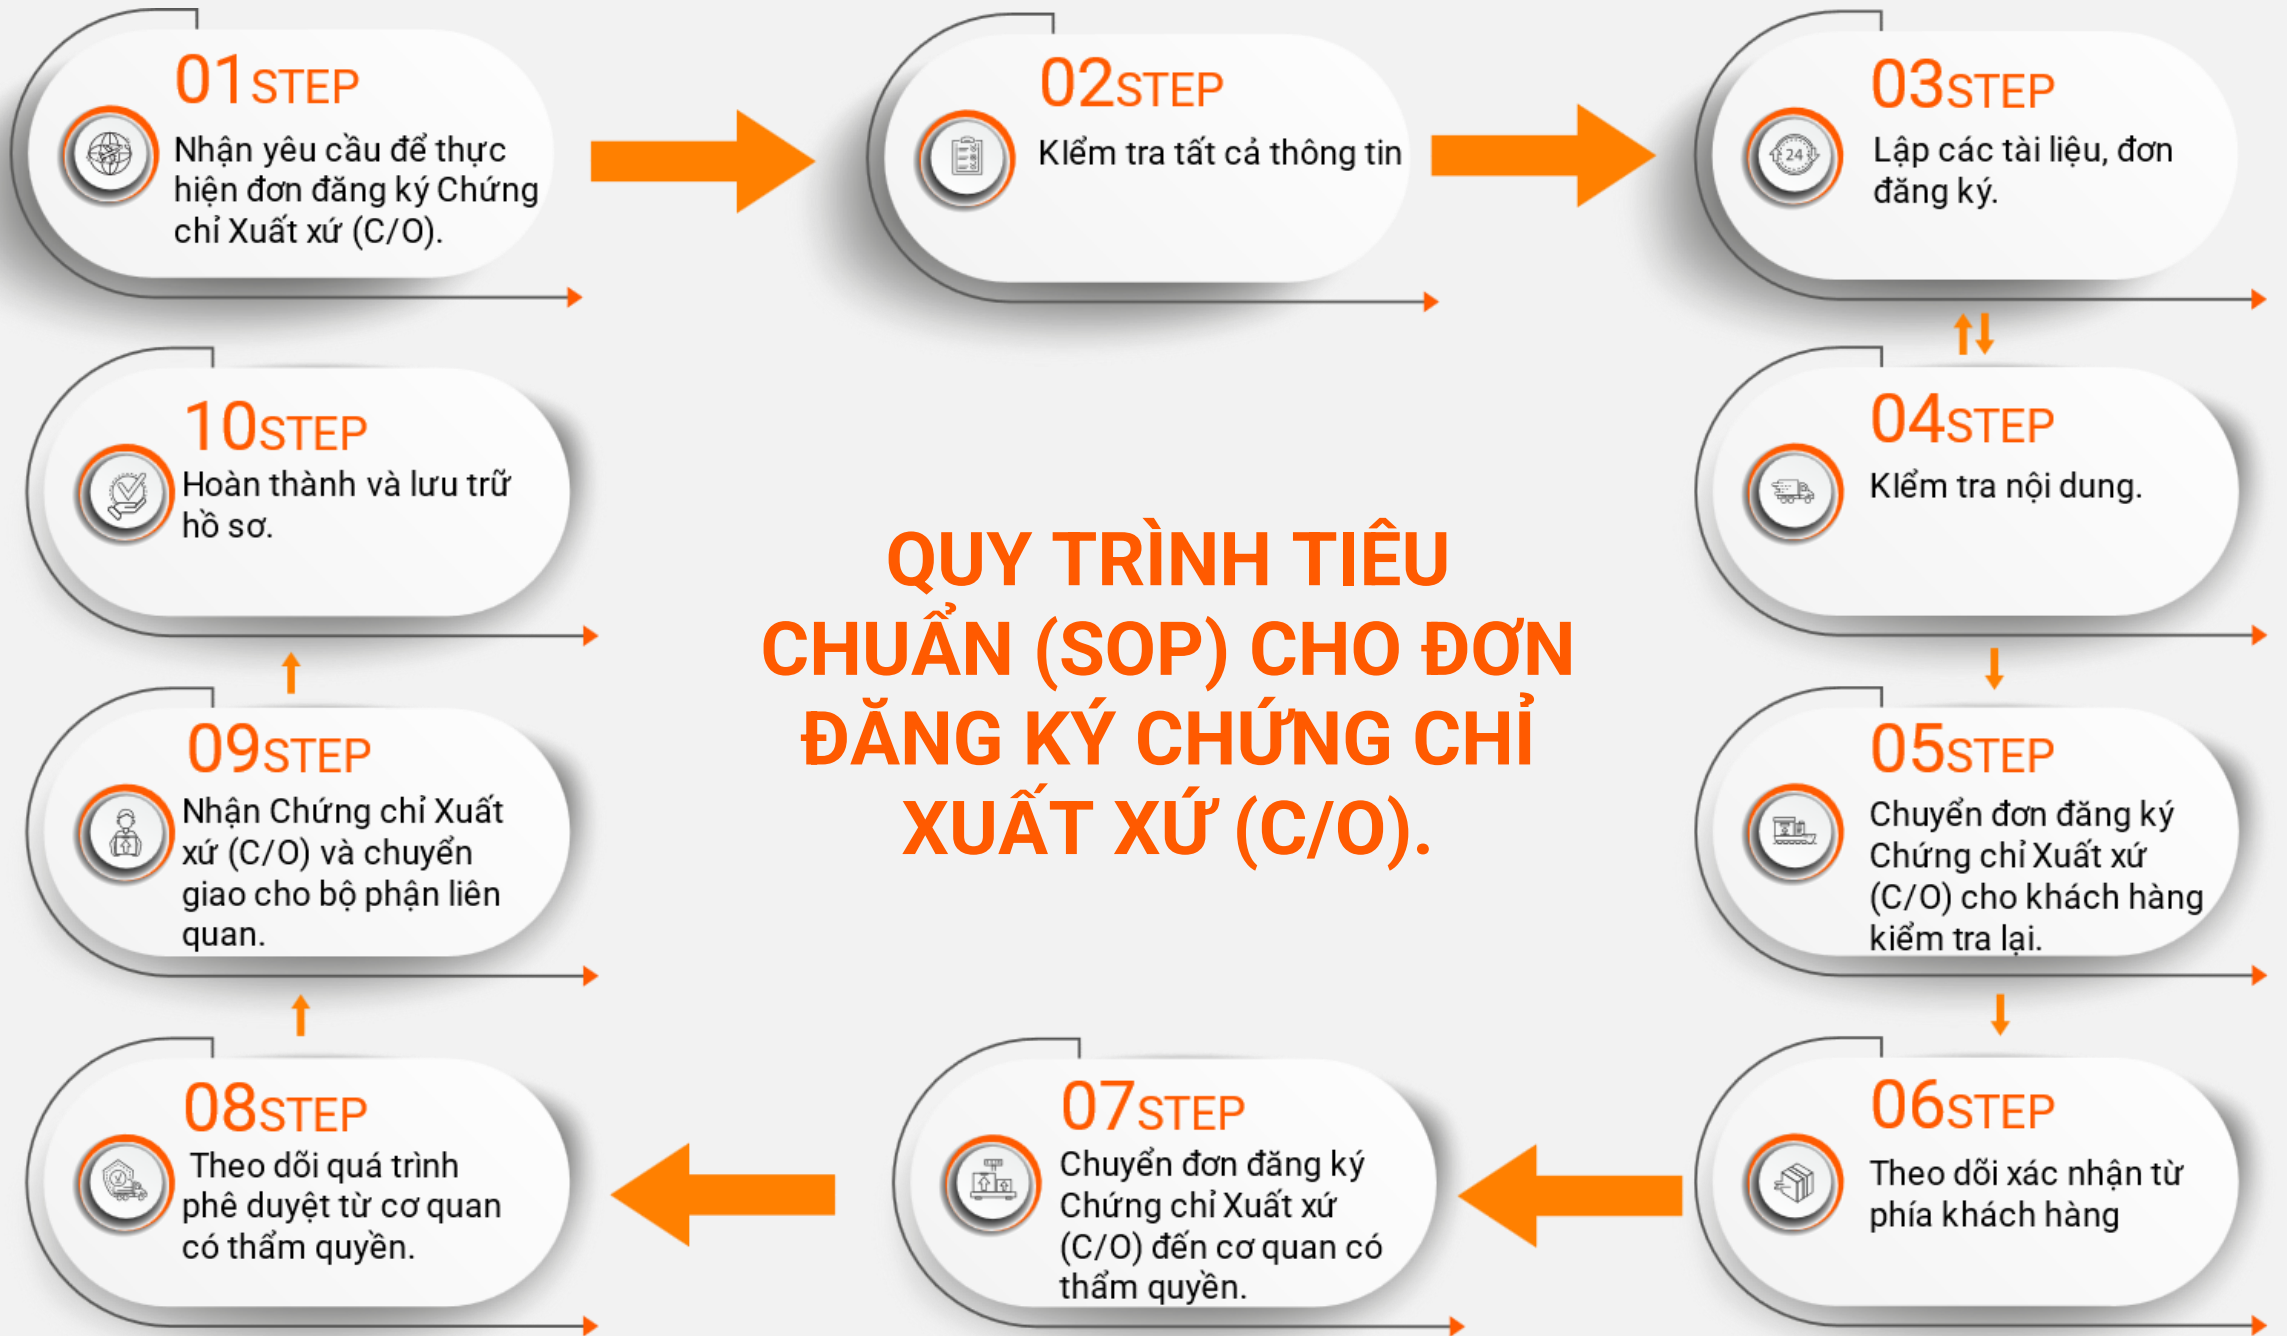 01STEP
Nhận yêu cầu để thực
hiện đơn đăng ký Chứng
chỉ Xuất xứ (C/O).
02STEP
KIểm tra tất cả thông tin
03STEP
24
Lập các tài liệu, đơn
đăng ký.
04STEP
KIểm tra nội dung.
05STEP
Chuyển đơn đăng ký
Chứng chỉ Xuất xứ
(C/O) cho khách hàng
kiểm tra lại.
06STEP
Theo dõi xác nhận từ
phía khách hàng
07STEP
Chuyển đơn đăng ký
Chứng chỉ Xuất xứ
(C/O) đến cơ quan có
thẩm quyền.
08STEP
Theo dõi quá trình
phê duyệt từ cơ quan
có thẩm quyền.
09STEP
Nhận Chứng chỉ Xuất
xứ (C/O) và chuyển
giao cho bộ phận liên
quan.
10STEP
Hoàn thành và lưu trữ
hồ sơ.
QUY TRÌNH TIÊU
CHUẨN (SOP) CHO ĐƠN
ĐĂNG KÝ CHỨNG CHỈ
XUẤT XỨ (C/O).